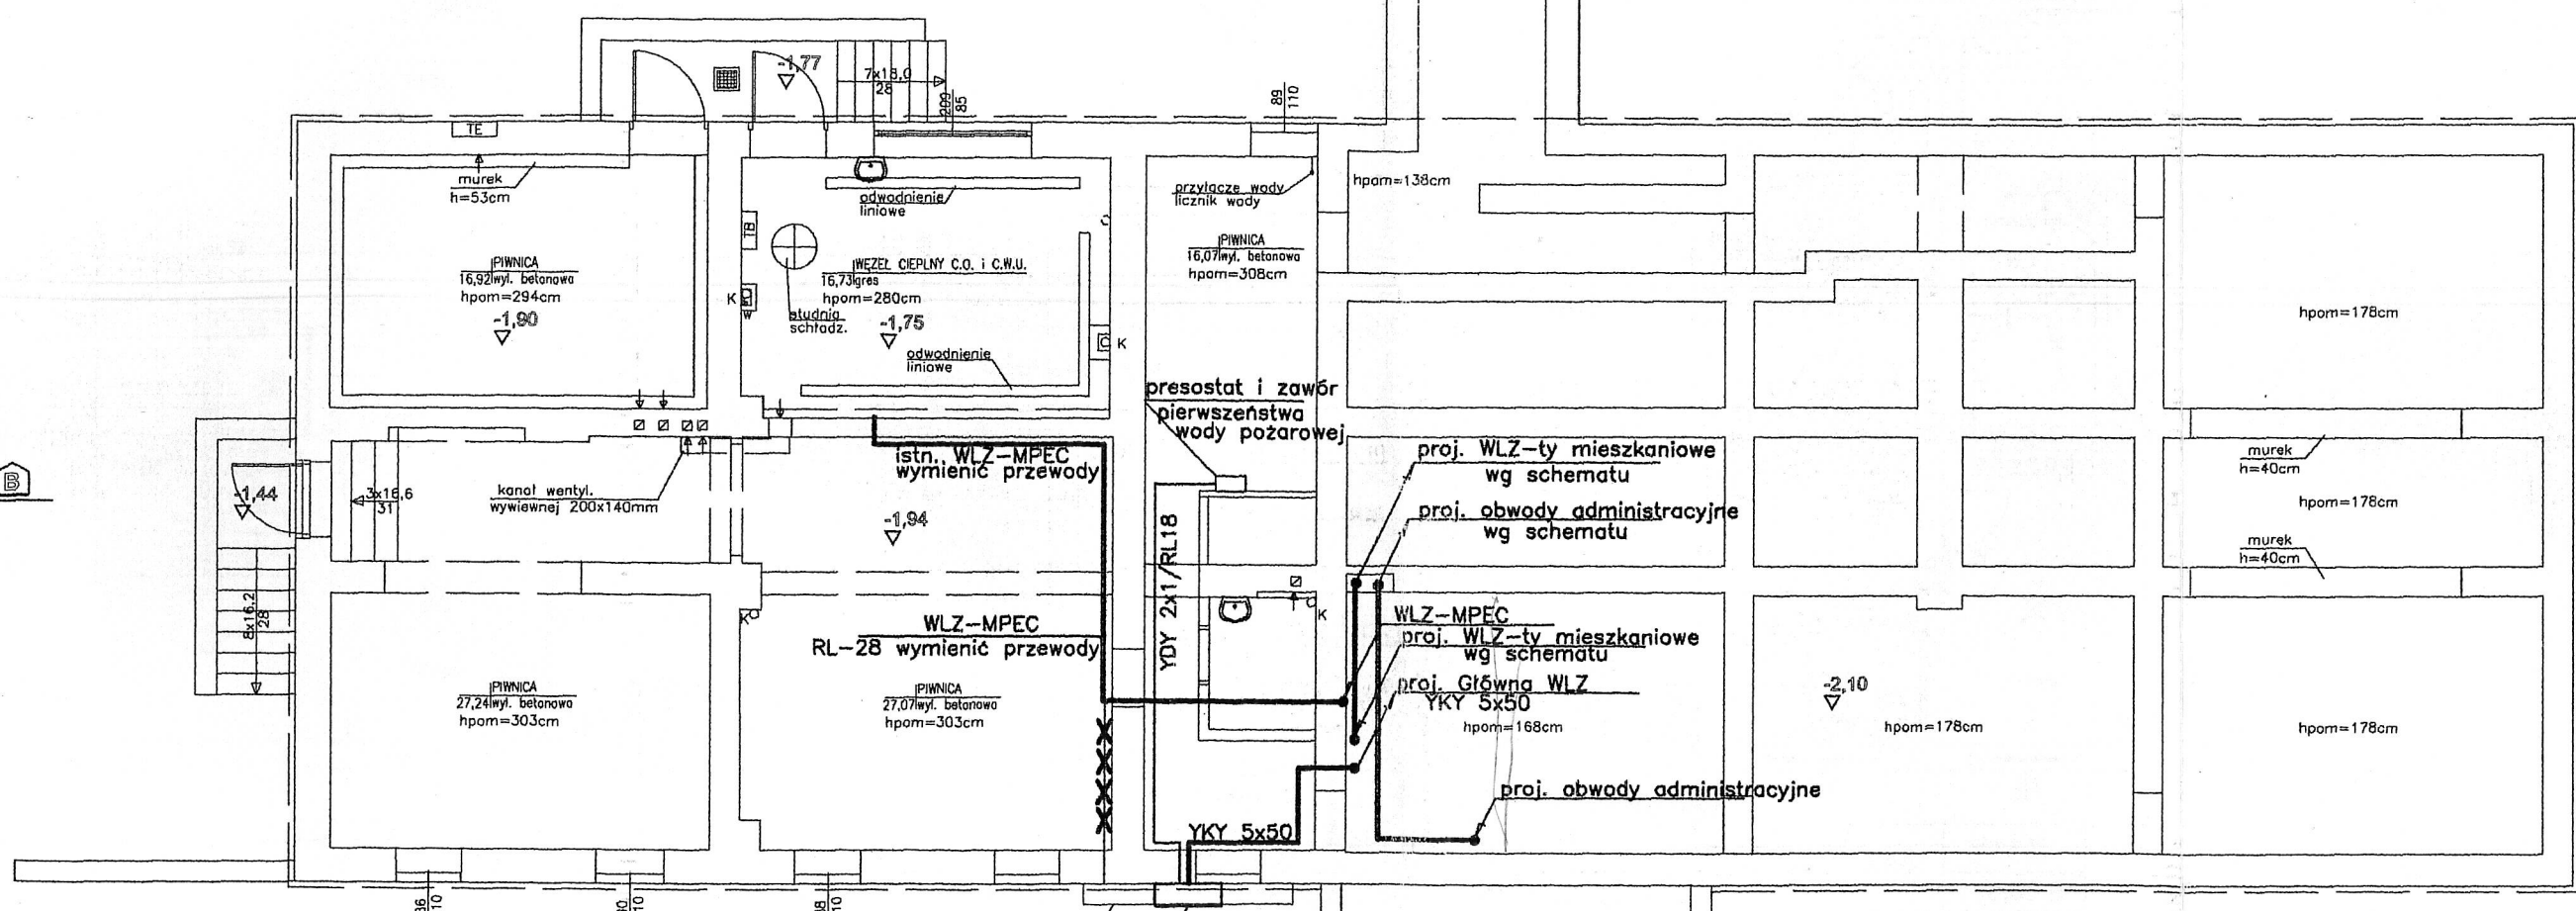 -1,77
7x18,0
28
209
85
89
110
TE
murek
h=53cm
odwodnienie
liniowe
przyłącze wody
licznik wody
hpom=138cm
TB
PIWNICA
16,92 wyl. betonowa
hpom=294cm
-1,90
WĘZEŁ CIEPLNY C.O. i C.W.U.
16,73 gres
hpom=280cm
-1,75
K
W
studnia
schładz.
odwodnienie
liniowe
K
PIWNICA
16,07 wyl. betonowa
hpom=308cm
hpom=178cm
presostat i zawór
pierwszeństwa
wody pożarowej
B
-1,44
3x16,6
31
kanał wentyl.
wywiewnej 200x140mm
istn. WLZ-MPEC
wymienić przewody
-1,94
proj. WLZ-ty mieszkaniowe
wg schematu
proj. obwody administracyjne
wg schematu
murek
h=40cm
hpom=178cm
murek
h=40cm
8x16,2
28
YDY 2x1/RL18
K
WLZ-MPEC
RL-28 wymienić przewody
K
WLZ-MPEC
proj. WLZ-ty mieszkaniowe
wg schematu
proj. Główna WLZ
YKY 5x50
hpom=168cm
PIWNICA
27,24 wyl. betonowa
hpom=303cm
PIWNICA
27,07 wyl. betonowa
hpom=303cm
-2,10
hpom=178cm
hpom=178cm
proj. obwody administracyjne
YKY 5x50